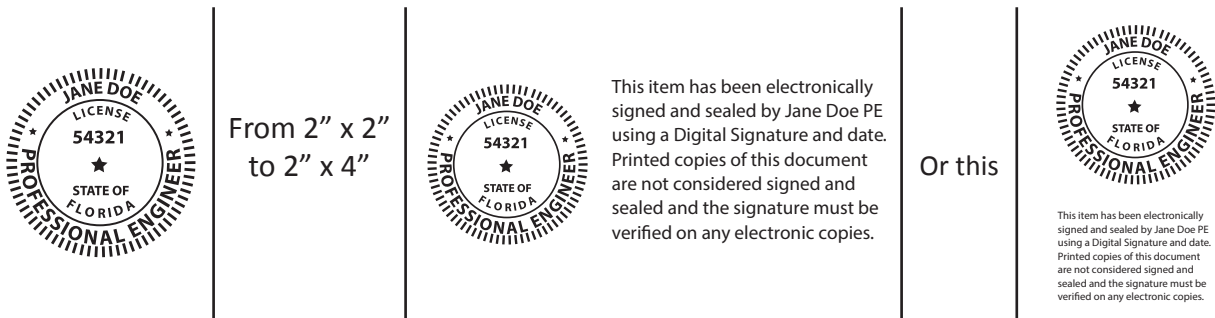 JANE DOE
LICENSE
54321
STATE OF
FLORIDA
PROFESSIONAL ENGINEER
From 2” x 2”
to 2” x 4”
JANE DOE
LICENSE
54321
STATE OF
FLORIDA
PROFESSIONAL ENGINEER
This item has been electronically
signed and sealed by Jane Doe PE
using a Digital Signature and date.
Printed copies of this document
are not considered signed and
sealed and the signature must be
verified on any electronic copies.
Or this
JANE DOE
LICENSE
54321
STATE OF
FLORIDA
PROFESSIONAL ENGINEER
This item has been electronically
signed and sealed by Jane Doe PE
using a Digital Signature and date.
Printed copies of this document
are not considered signed and
sealed and the signature must be
verified on any electronic copies.